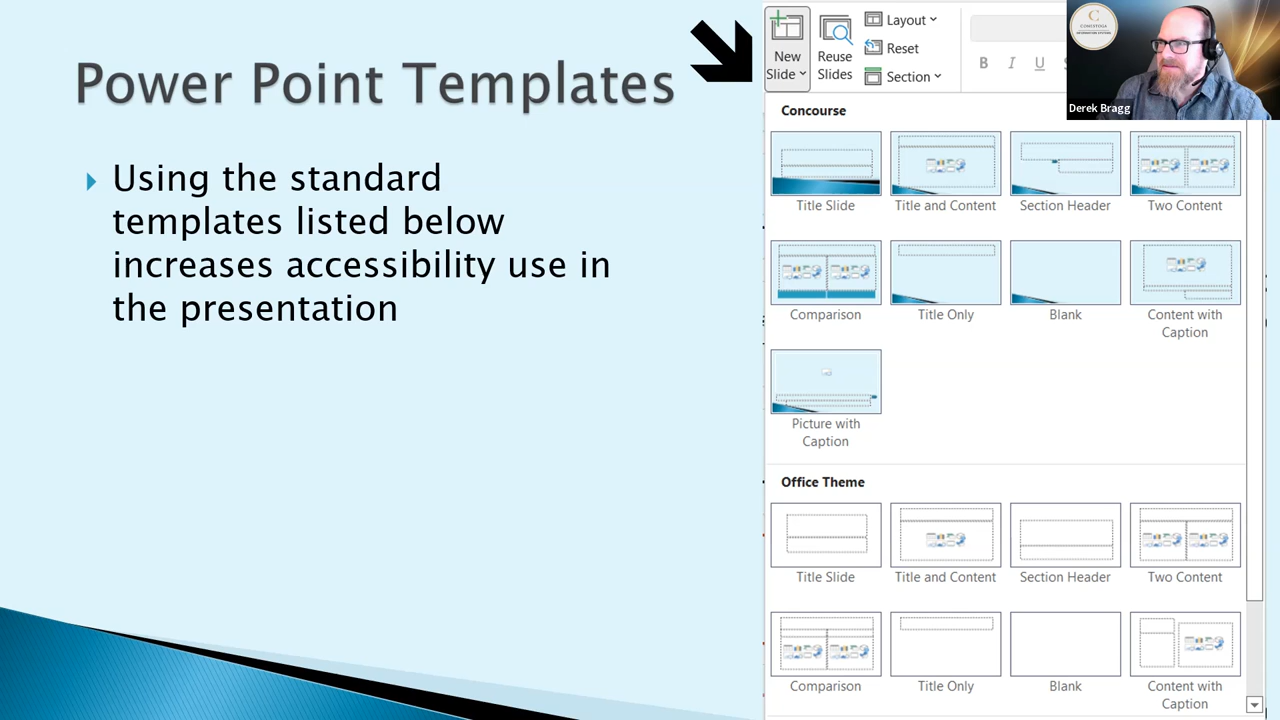 Power Point Templates
Using the standard
templates listed below
increases accessibility use in
the presentation
New
Slide
Reuse
Slides
Layout
Reset
Section
B I U
C
CONESTOGA
INFORMATION SYSTEMS
Derek Bragg
Concourse
Title Slide
Title and Content
Section Header
Two Content
Comparison
Title Only
Blank
Content with
Caption
Picture with
Caption
Office Theme
Title Slide
Title and Content
Section Header
Two Content
Comparison
Title Only
Blank
Content with
Caption